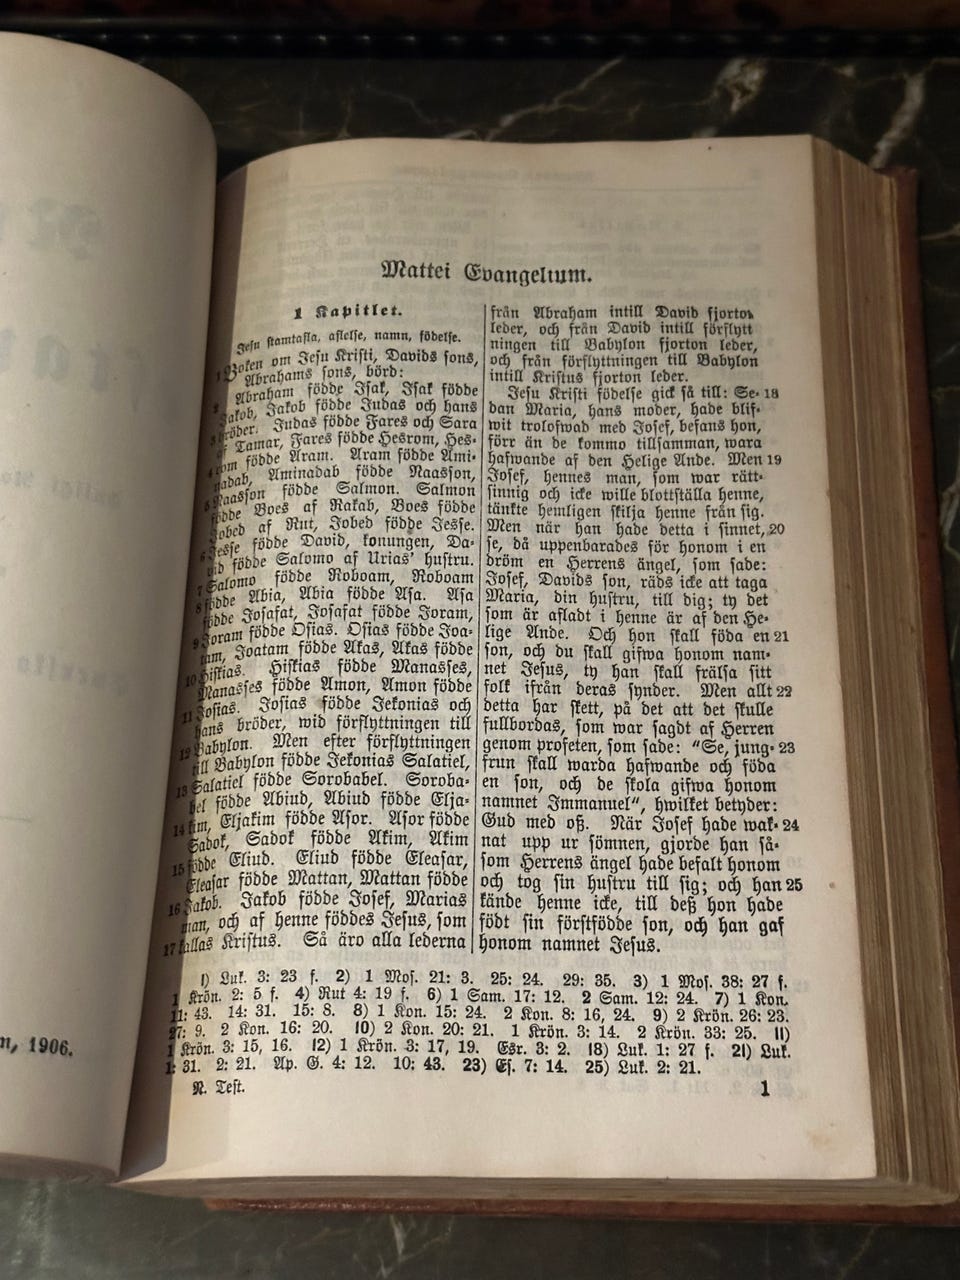 Mattei Evangelium.
1 Kapitlet.
Jesu stamtafla, aflelse, namn, födelse.
1 Boken om Jesu Kristi, Davids sons,
Abrahams sons, börd:
2 Abraham födde Isak, Isak födde
Jakob, Jakob födde Judas och hans
3 bröder. Judas födde Fares och Sara
af Tamar, Fares födde Hesrom, Hes-
4 rom födde Aram. Aram födde Ami-
nadab, Aminadab födde Naasson,
5 Naasson födde Salmon. Salmon
födde Boes af Rakab, Boes födde
Jobed af Rut, Jobed födde Jesse.
6 Jesse födde David, konungen, Da-
vid födde Salomo af Urias' hustru.
7 Salomo födde Roboam, Roboam
8 födde Abia, Abia födde Asa. Asa
födde Josafat, Josafat födde Joram,
9 Joram födde Osias. Osias födde Joa-
tam, Joatam födde Akas, Akas födde
10 Hiskias. Hiskias födde Manasses,
Manasses födde Amon, Amon födde
11 Josias. Josias födde Jekonias och
hans bröder, wid förflyttningen till
12 Babylon. Men efter förflyttningen
till Babylon födde Jekonias Salatiel,
13 Salatiel födde Sorobabel. Soroba-
bel födde Abiud, Abiud födde Elja-
14 kim, Eljakim födde Asor. Asor födde
Sadok, Sadok födde Akim, Akim
15 födde Eliud. Eliud födde Eleasar,
Eleasar födde Mattan, Mattan födde
16 Jakob. Jakob födde Josef, Marias
man, och af henne föddes Jesus, som
17 kallas Kristus. Så äro alla lederna
från Abraham intill David fjorton
leder, och från David intill förflytt
ningen till Babylon fjorton leder,
och från förflyttningen till Babylon
intill Kristus fjorton leder.
Jesu Kristi födelse gick så till: Se- 18
dan Maria, hans moder, hade blif-
wit trolofwad med Josef, befans hon,
förr än de kommo tillsamman, wara
hafwande af den Helige Ande. Men 19
Josef, hennes man, som war rätt-
sinnig och icke wille blottställa henne,
tänkte hemligen skilja henne från sig.
Men när han hade detta i sinnet, 20
se, då uppenbarades för honom i en
dröm en Herrens ängel, som sade:
Josef, Davids son, räds icke att taga
Maria, din hustru, till dig; ty det
som är afladt i henne är af den He-
lige Ande. Och hon skall föda en 21
son, och du skall gifwa honom nam-
net Jesus, ty han skall frälsa sitt
folk ifrån deras synder. Men allt 22
detta har skett, på det att det skulle
fullbordas, som war sagdt af Herren
genom profeten, som sade: "Se, jung- 23
frun skall warda hafwande och föda
en son, och de skola gifwa honom
namnet Immanuel", hwilket betyder:
Gud med oß. När Josef hade wak- 24
nat upp ur sömnen, gjorde han så-
som Herrens ängel hade befalt honom
och tog sin hustru till sig; och han 25
kände henne icke, till deß hon hade
födt sin förstfödde son, och han gaf
honom namnet Jesus.
1) Luk. 3: 23 f. 2) 1 Mos. 21: 3. 25: 24. 29: 35. 3) 1 Mos. 38: 27 f.
1 Krön. 2: 5 f. 4) Rut 4: 19 f. 6) 1 Sam. 17: 12. 2 Sam. 12: 24. 7) 1 Kon.
11: 43. 14: 31. 15: 8. 8) 1 Kon. 15: 24. 2 Kon. 8: 16, 24. 9) 2 Krön. 26: 23.
27: 9. 2 Kon. 16: 20. 10) 2 Kon. 20: 21. 1 Krön. 3: 14. 2 Krön. 33: 25. 11)
1 Krön. 3: 15, 16. 12) 1 Krön. 3: 17, 19. Esr. 3: 2. 18) Luk. 1: 27 f. 21) Luk.
1: 31. 2: 21. Ap. G. 4: 12. 10: 43. 23) Es. 7: 14. 25) Luk. 2: 21.
N. Test. 1
1906.